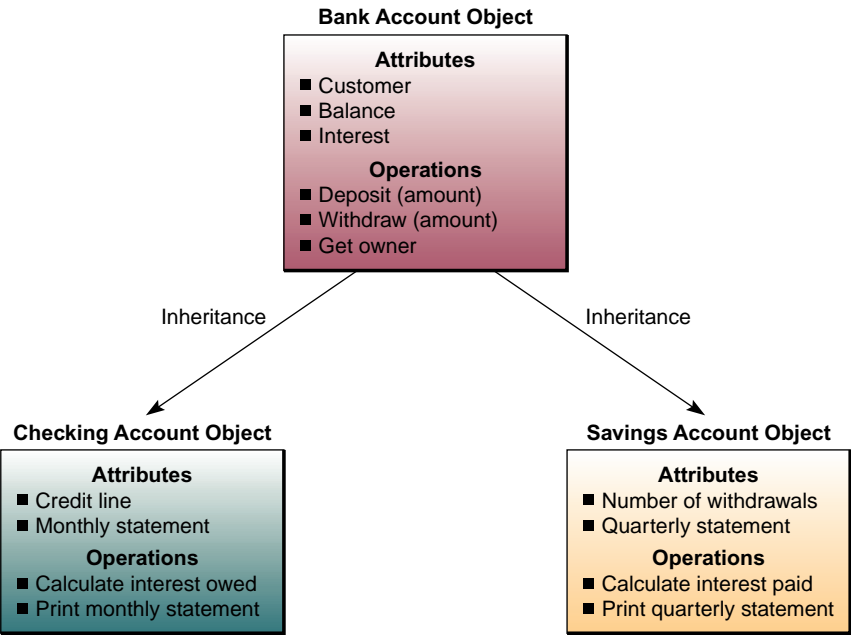 Bank Account Object
Attributes
■ Customer
■ Balance
■ Interest
Operations
■ Deposit (amount)
■ Withdraw (amount)
■ Get owner
Inheritance
Inheritance
Checking Account Object
Attributes
■ Credit line
■ Monthly statement
Operations
■ Calculate interest owed
■ Print monthly statement
Savings Account Object
Attributes
■ Number of withdrawals
■ Quarterly statement
Operations
■ Calculate interest paid
■ Print quarterly statement